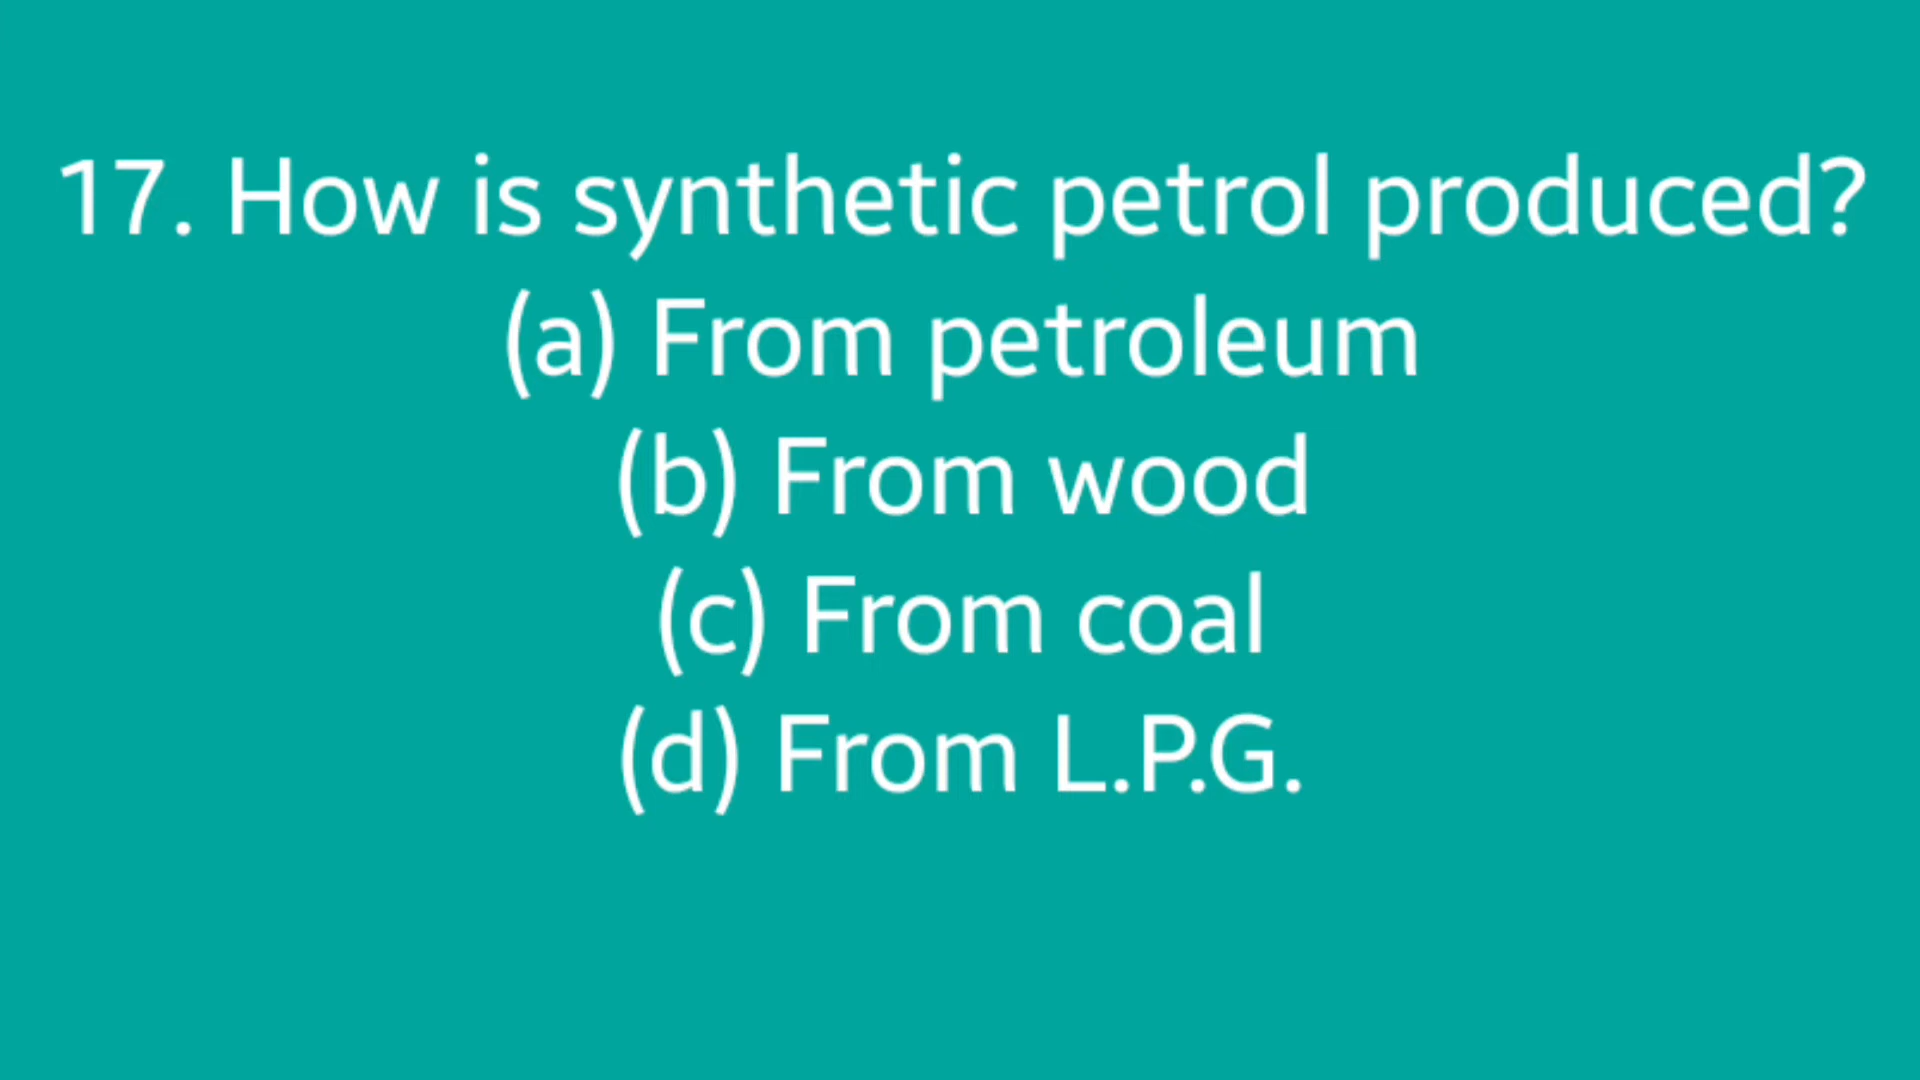 17. How is synthetic petrol produced?
(a) From petroleum
(b) From wood
(c) From coal
(d) From L.P.G.